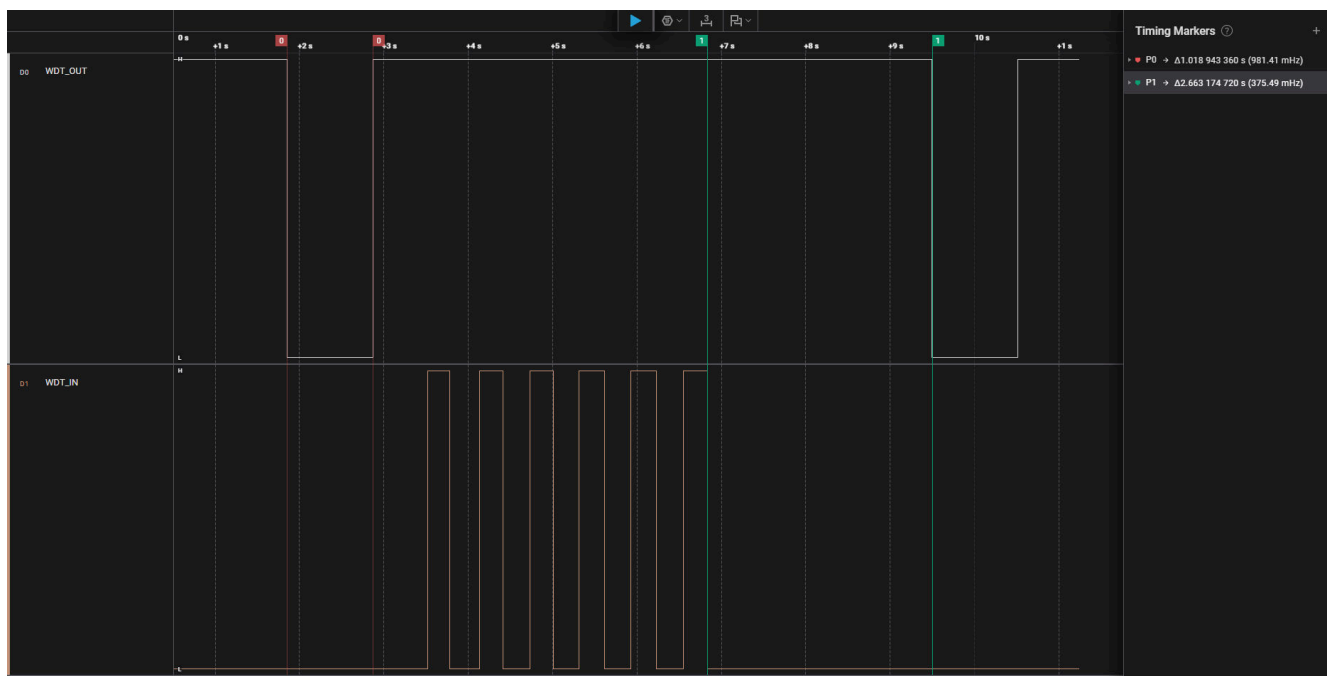 3
0 s
+1 s
0
+2 s
0
+3 s
+4 s
+5 s
+6 s
1
+7 s
+8 s
+9 s
1
10 s
+1 s
Timing Markers ? +
P0 → Δ1.018 943 360 s (981.41 mHz)
P1 → Δ2.663 174 720 s (375.49 mHz)
H
D0 WDT_OUT
L
H
D1 WDT_IN
L